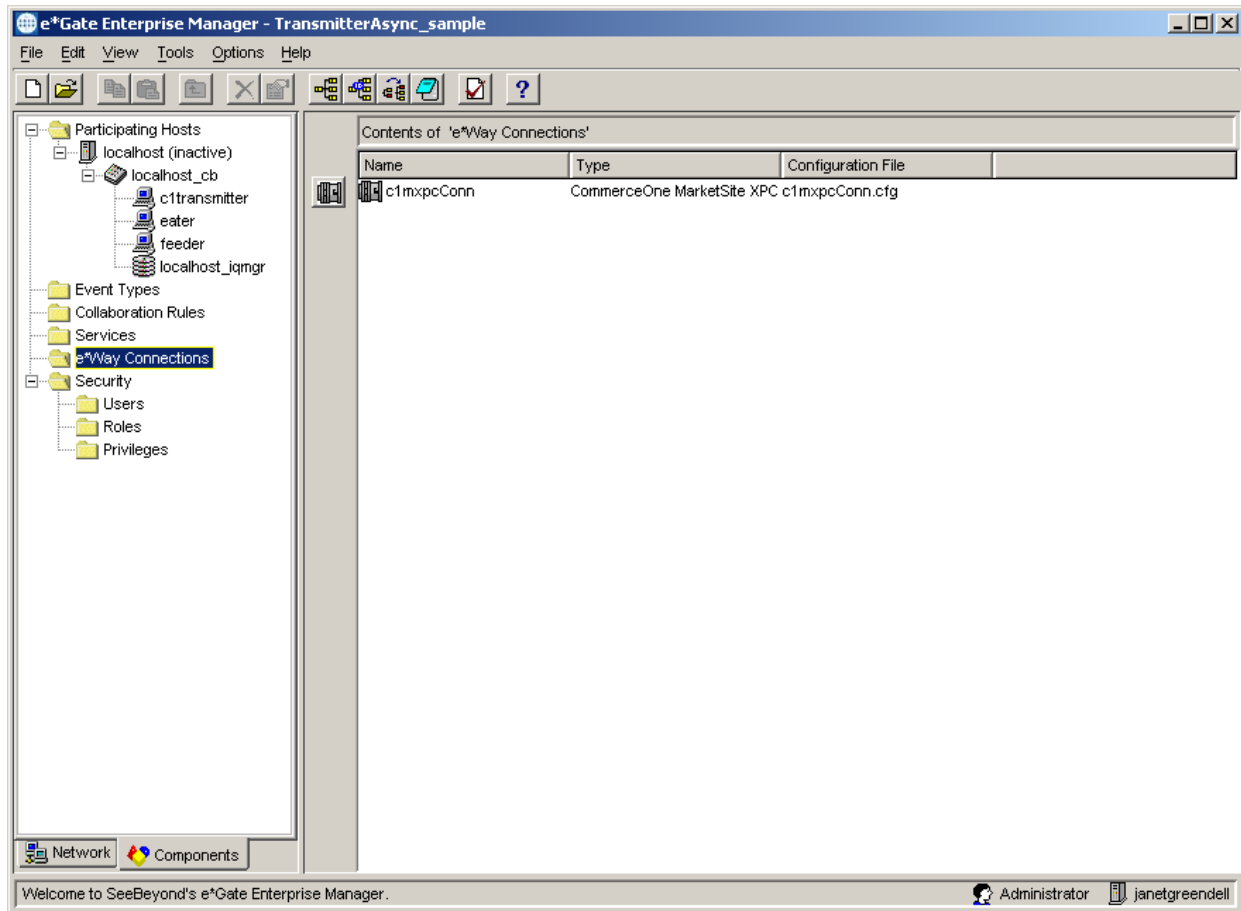 e*Gate Enterprise Manager - TransmitterAsync_sample
File Edit View Tools Options Help
?
Participating Hosts
localhost (inactive)
localhost_cb
c1transmitter
eater
feeder
localhost_iqmgr
Event Types
Collaboration Rules
Services
e*Way Connections
Security
Users
Roles
Privileges
Contents of 'e*Way Connections'
Name Type Configuration File
c1mxpcConn CommerceOne MarketSite XPC c1mxpcConn.cfg
Network Components
Welcome to SeeBeyond's e*Gate Enterprise Manager. Administrator janetgreendell